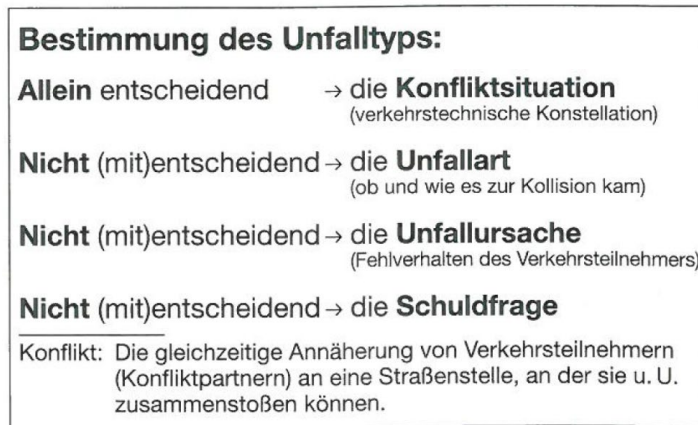 Bestimmung des Unfalltyps:
Allein entscheidend → die Konfliktsituation
(verkehrstechnische Konstellation)
Nicht (mit)entscheidend → die Unfallart
(ob und wie es zur Kollision kam)
Nicht (mit)entscheidend → die Unfallursache
(Fehlverhalten des Verkehrsteilnehmers)
Nicht (mit)entscheidend → die Schuldfrage
Konflikt: Die gleichzeitige Annäherung von Verkehrsteilnehmern
(Konfliktpartnern) an eine Straßenstelle, an der sie u. U.
zusammenstoßen können.